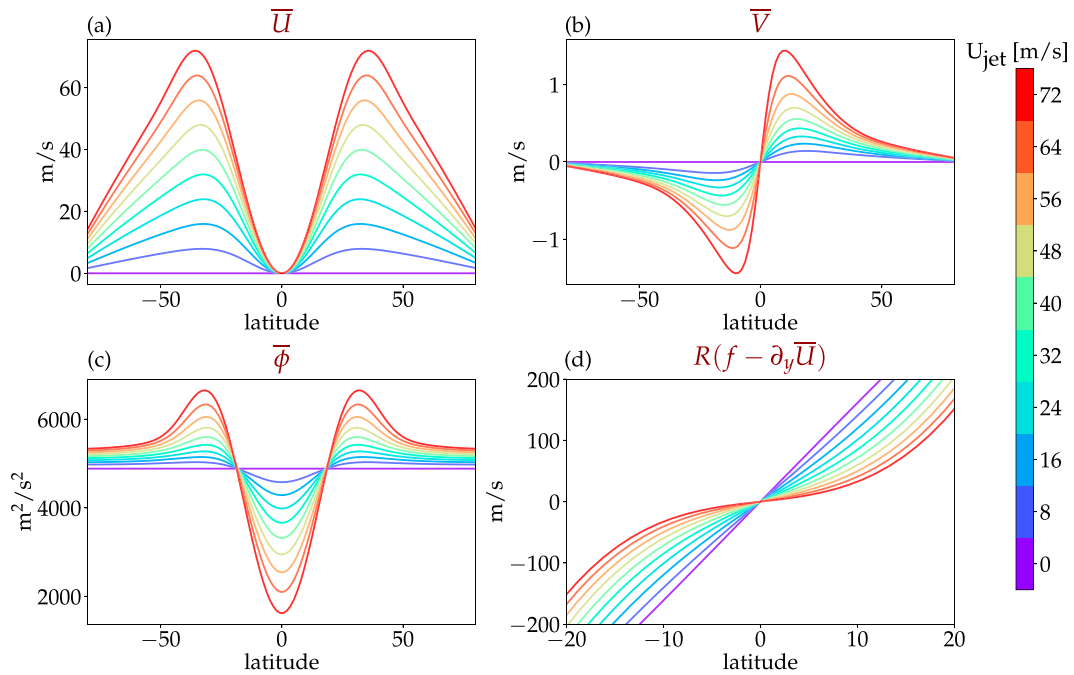 (a)
U̅
m/s
60
40
20
0
−50
0
50
latitude
(b)
V̅
m/s
1
0
−1
−50
0
50
latitude
(c)
ϕ̅
m²/s²
6000
4000
2000
−50
0
50
latitude
(d)
R(f − ∂_y U̅)
m/s
200
100
0
−100
−200
−20
−10
0
10
20
latitude
U_jet [m/s]
72
64
56
48
40
32
24
16
8
0